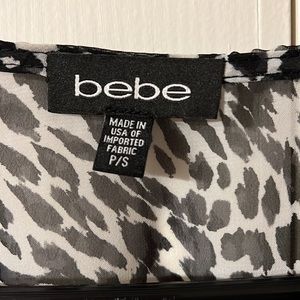 bebe
MADE IN
USA OF
IMPORTED
FABRIC
P/S